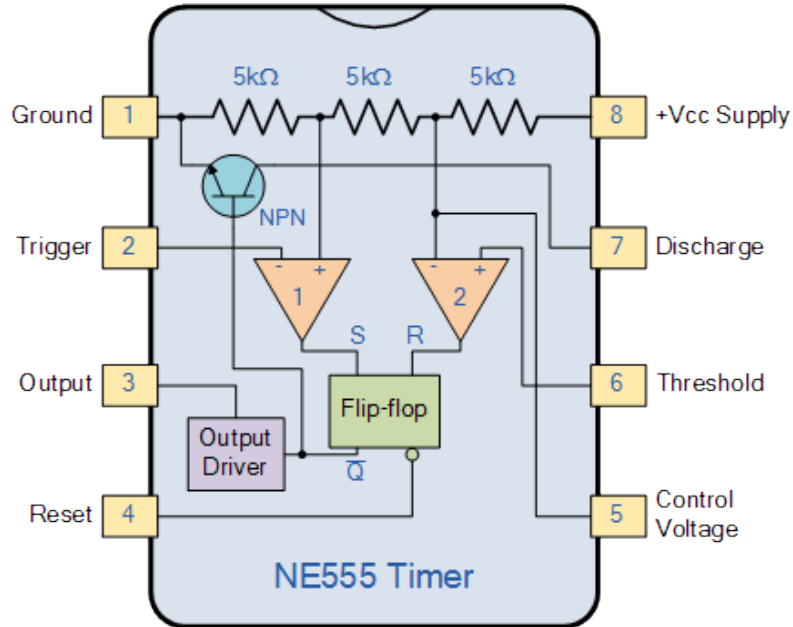 5kΩ 5kΩ 5kΩ
Ground 1 8 +Vcc Supply
NPN
Trigger 2 7 Discharge
- + - +
1 2
S R
Output 3 6 Threshold
Flip-flop
Output
Driver
Q̅
Reset 4 5 Control
Voltage
NE555 Timer